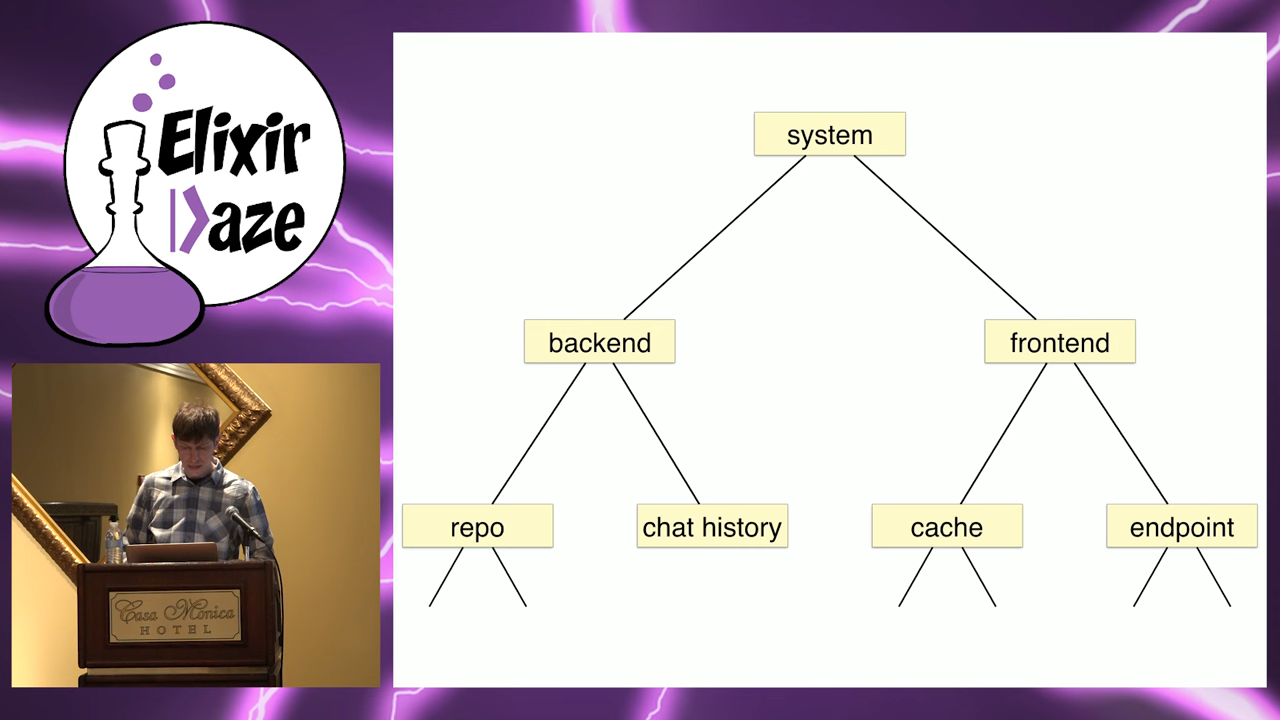 Elixir
|>aze
system
backend
frontend
repo
chat history
cache
endpoint
Casa Monica
HOTEL